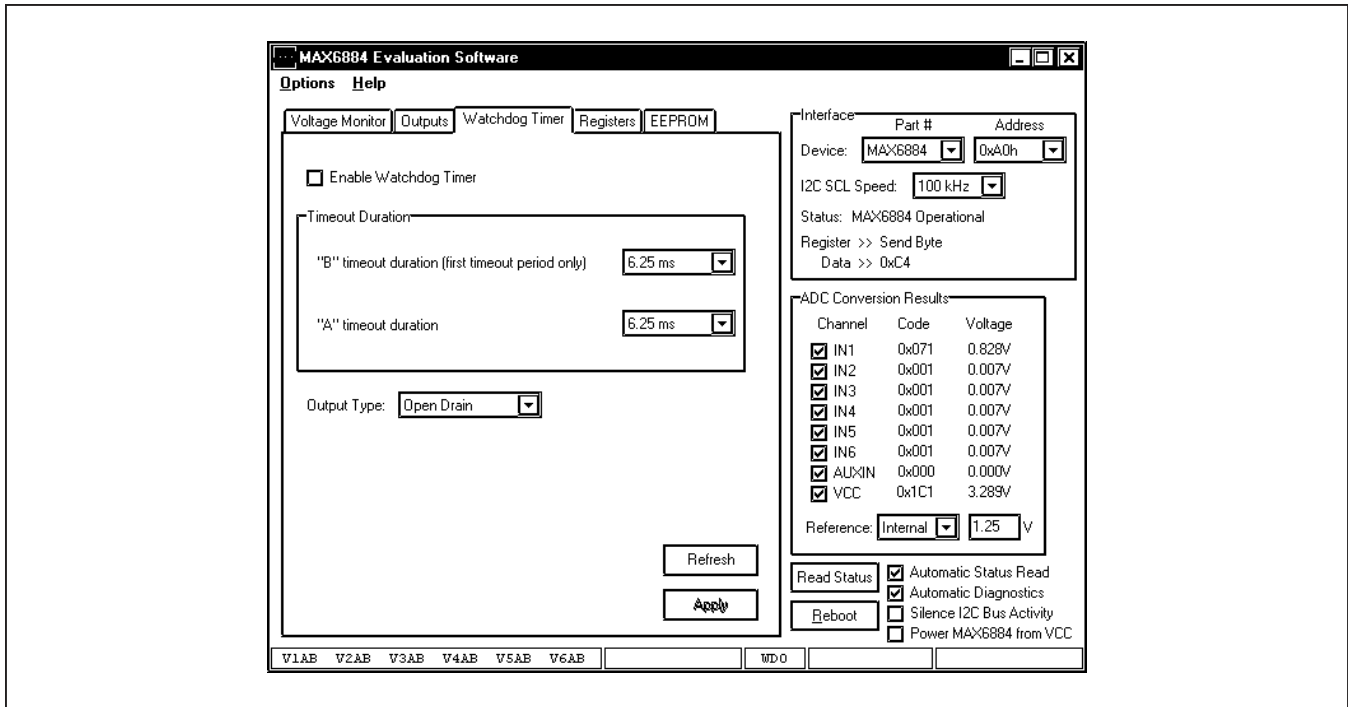 MAX6884 Evaluation Software
Options Help
Voltage Monitor Outputs Watchdog Timer Registers EEPROM
Enable Watchdog Timer
Timeout Duration
"B" timeout duration (first timeout period only) 6.25 ms
"A" timeout duration 6.25 ms
Output Type: Open Drain
Refresh
Apply
Interface
Part # Address
Device: MAX6884 0xA0h
I2C SCL Speed: 100 kHz
Status: MAX6884 Operational
Register >> Send Byte
Data >> 0xC4
ADC Conversion Results
Channel Code Voltage
IN1 0x071 0.828V
IN2 0x001 0.007V
IN3 0x001 0.007V
IN4 0x001 0.007V
IN5 0x001 0.007V
IN6 0x001 0.007V
AUXIN 0x000 0.000V
VCC 0x1C1 3.289V
Reference: Internal 1.25 V
Read Status
Reboot
Automatic Status Read
Automatic Diagnostics
Silence I2C Bus Activity
Power MAX6884 from VCC
V1AB V2AB V3AB V4AB V5AB V6AB WDO